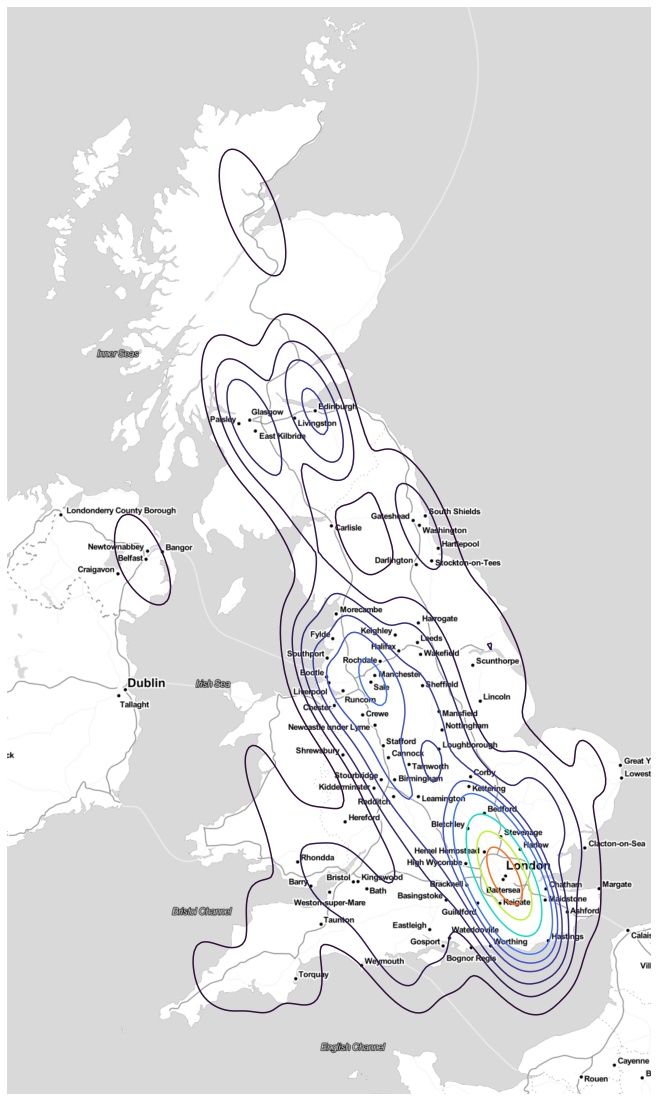 Inner Seas
Edinburgh
Glasgow
Paisley
Livingston
East Kilbride
Londonderry County Borough
South Shields
Gateshead
Washington
Carlisle
Hartlepool
Newtownabbey
Bangor
Belfast
Darlington
Stockton-on-Tees
Craigavon
Morecambe
Harrogate
Fylde
Keighley
Leeds
Halifax
Southport
Wakefield
Rochdale
Scunthorpe
Bootle
Manchester
Dublin
Irish Sea
Sale
Sheffield
Liverpool
Tallaght
Runcorn
Lincoln
Chester
Crewe
Mansfield
Newcastle under Lyme
Nottingham
Stafford
Loughborough
Shrewsbury
Cannock
ck
Great Y
Tamworth
Lowest
Stourbridge
Birmingham
Corby
Kidderminster
Kettering
Redditch
Leamington
Bedford
Hereford
Bletchley
Stevenage
Harlow
Clacton-on-Sea
Hemel Hempstead
Rhondda
High Wycombe
London
Barry
Bristol
Kingswood
Bracknell
Battersea
Chatham
Margate
Bath
Basingstoke
Maidstone
Weston-super-Mare
Reigate
Bristol Channel
Guildford
Ashford
Taunton
Eastleigh
Waterlooville
Calais
Gosport
Worthing
Hastings
Bognor Regis
Weymouth
Vill
Torquay
English Channel
Cayenne
Rouen
B